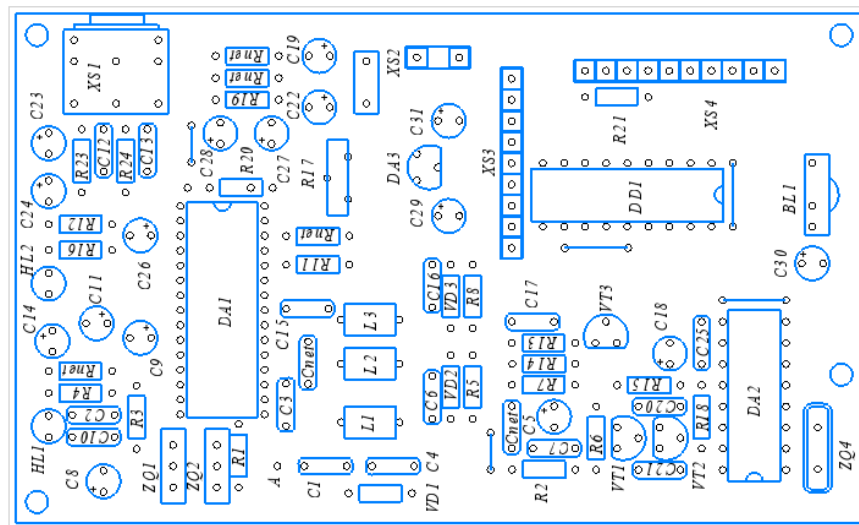 XS1
C23
C24
HL2
C14
HL1
R23
C12
R24
C13
R12
R16
C11
C26
C9
Rnet
R4
C2
C10
R3
C8
ZQ1
ZQ2
R1
Rnet
Rnet
R19
C19
C22
C28
R20
C27
R17
DA1
Rnet
R11
C15
Cnet
C3
L3
L2
L1
A
C1
C4
VD1
XS2
C31
DA3
C29
C16
VD3
R8
C6
VD2
R5
XS3
XS4
R21
DD1
BL1
C30
C17
VT3
R13
R14
R7
Cnet
C5
C7
R2
R6
VT1
C18
C25
R15
C20
R18
C21
VT2
DA2
ZQ4